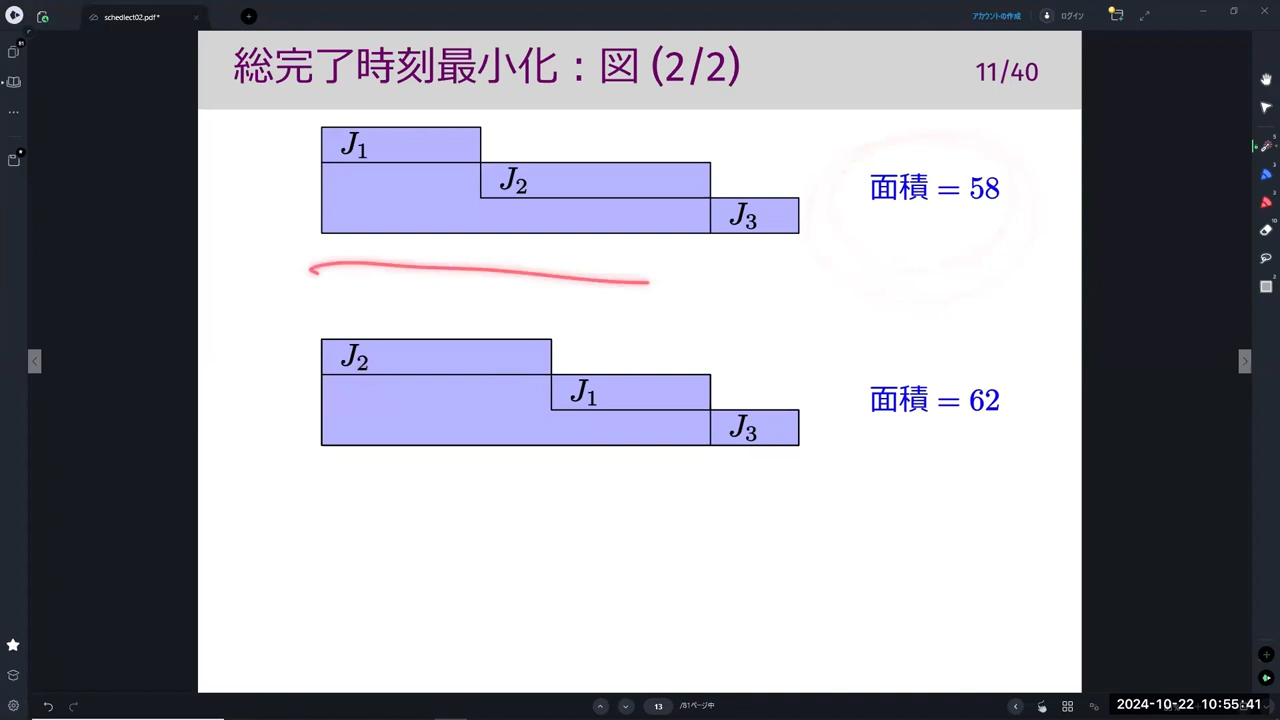 schedlect02.pdf*
アカウントの作成
ログイン
総完了時刻最小化：図 (2/2)
11/40
J1
J2
J3
面積 = 58
J2
J1
J3
面積 = 62
13
/81ページ中
2024-10-22 10:55:41